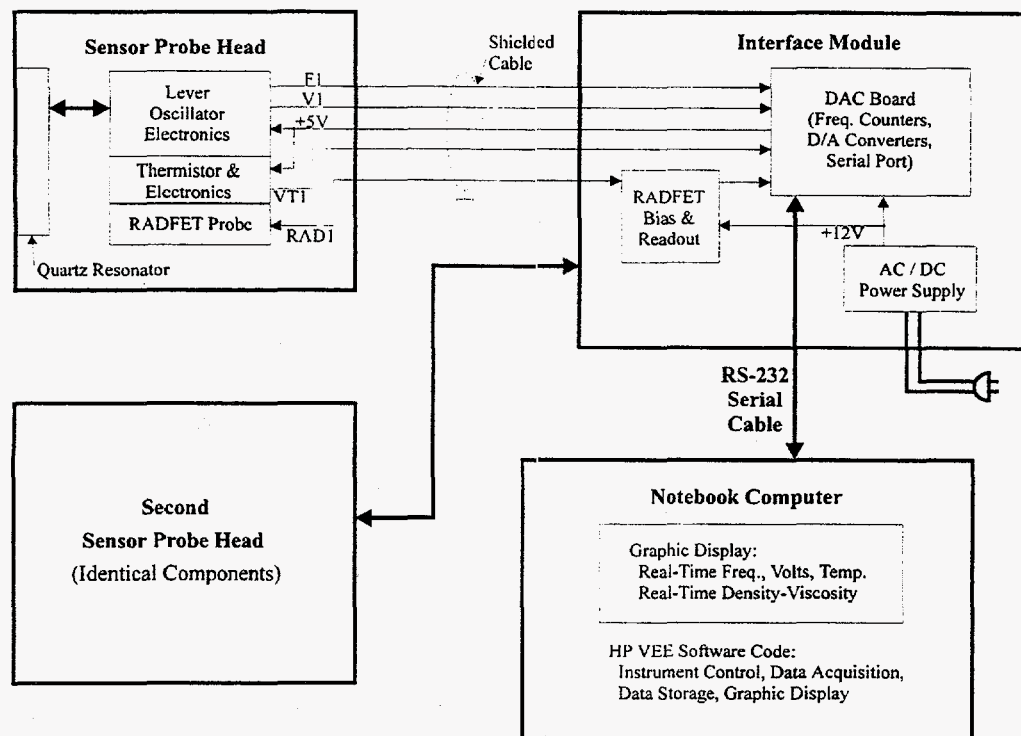 Sensor Probe Head
Lever
Oscillator
Electronics
Thermistor &
Electronics
RADFET Probe
Quartz Resonator
F1
V1
+5V
VT1
RAD1
Shielded
Cable
Interface Module
DAC Board
(Freq. Counters,
D/A Converters,
Serial Port)
RADFET
Bias &
Readout
+12V
AC / DC
Power Supply
RS-232
Serial
Cable
Second
Sensor Probe Head
(Identical Components)
Notebook Computer
Graphic Display:
Real-Time Freq., Volts, Temp.
Real-Time Density-Viscosity
HP VEE Software Code:
Instrument Control, Data Acquisition,
Data Storage, Graphic Display